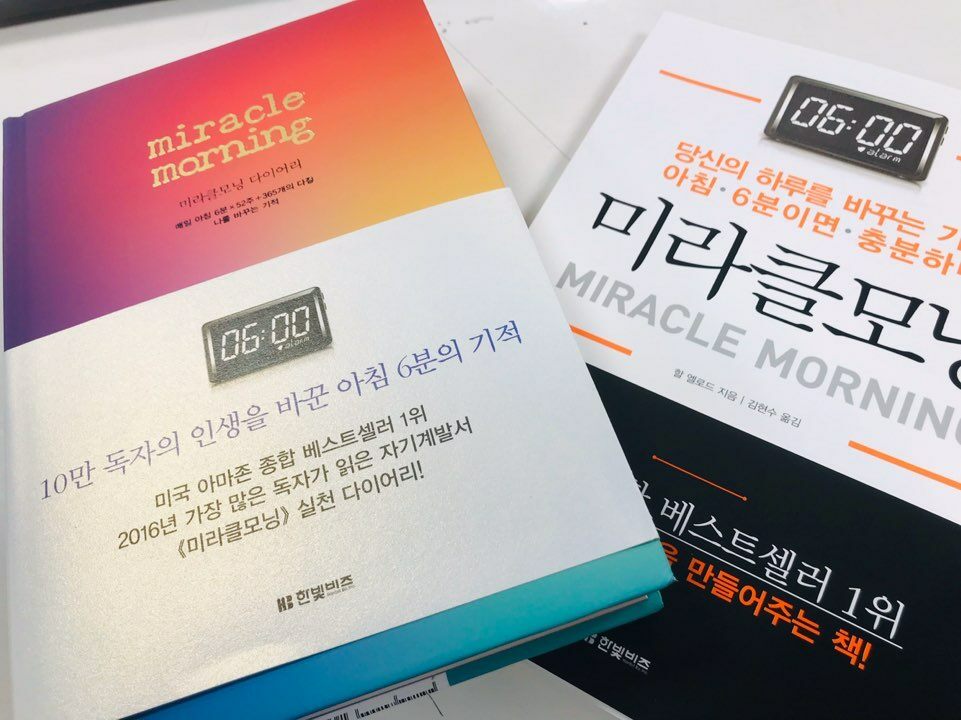 miracle
morning
미라클모닝 다이어리
매일 아침 6분×52주+365개의 다짐
나를 바꾸는 기적
06:00
alarm
10만 독자의 인생을 바꾼 아침 6분의 기적
미국 아마존 종합 베스트셀러 1위
2016년 가장 많은 독자가 읽은 자기계발서
《미라클모닝》 실천 다이어리!
HB 한빛비즈
06:00
alarm
당신의 하루를 바꾸는
아침·6분이면·충분하
미라클모닝
MIRACLE MORNING
할 엘로드 지음 | 김현수 옮김
베스트셀러 1위
만들어주는 책!
한빛비즈